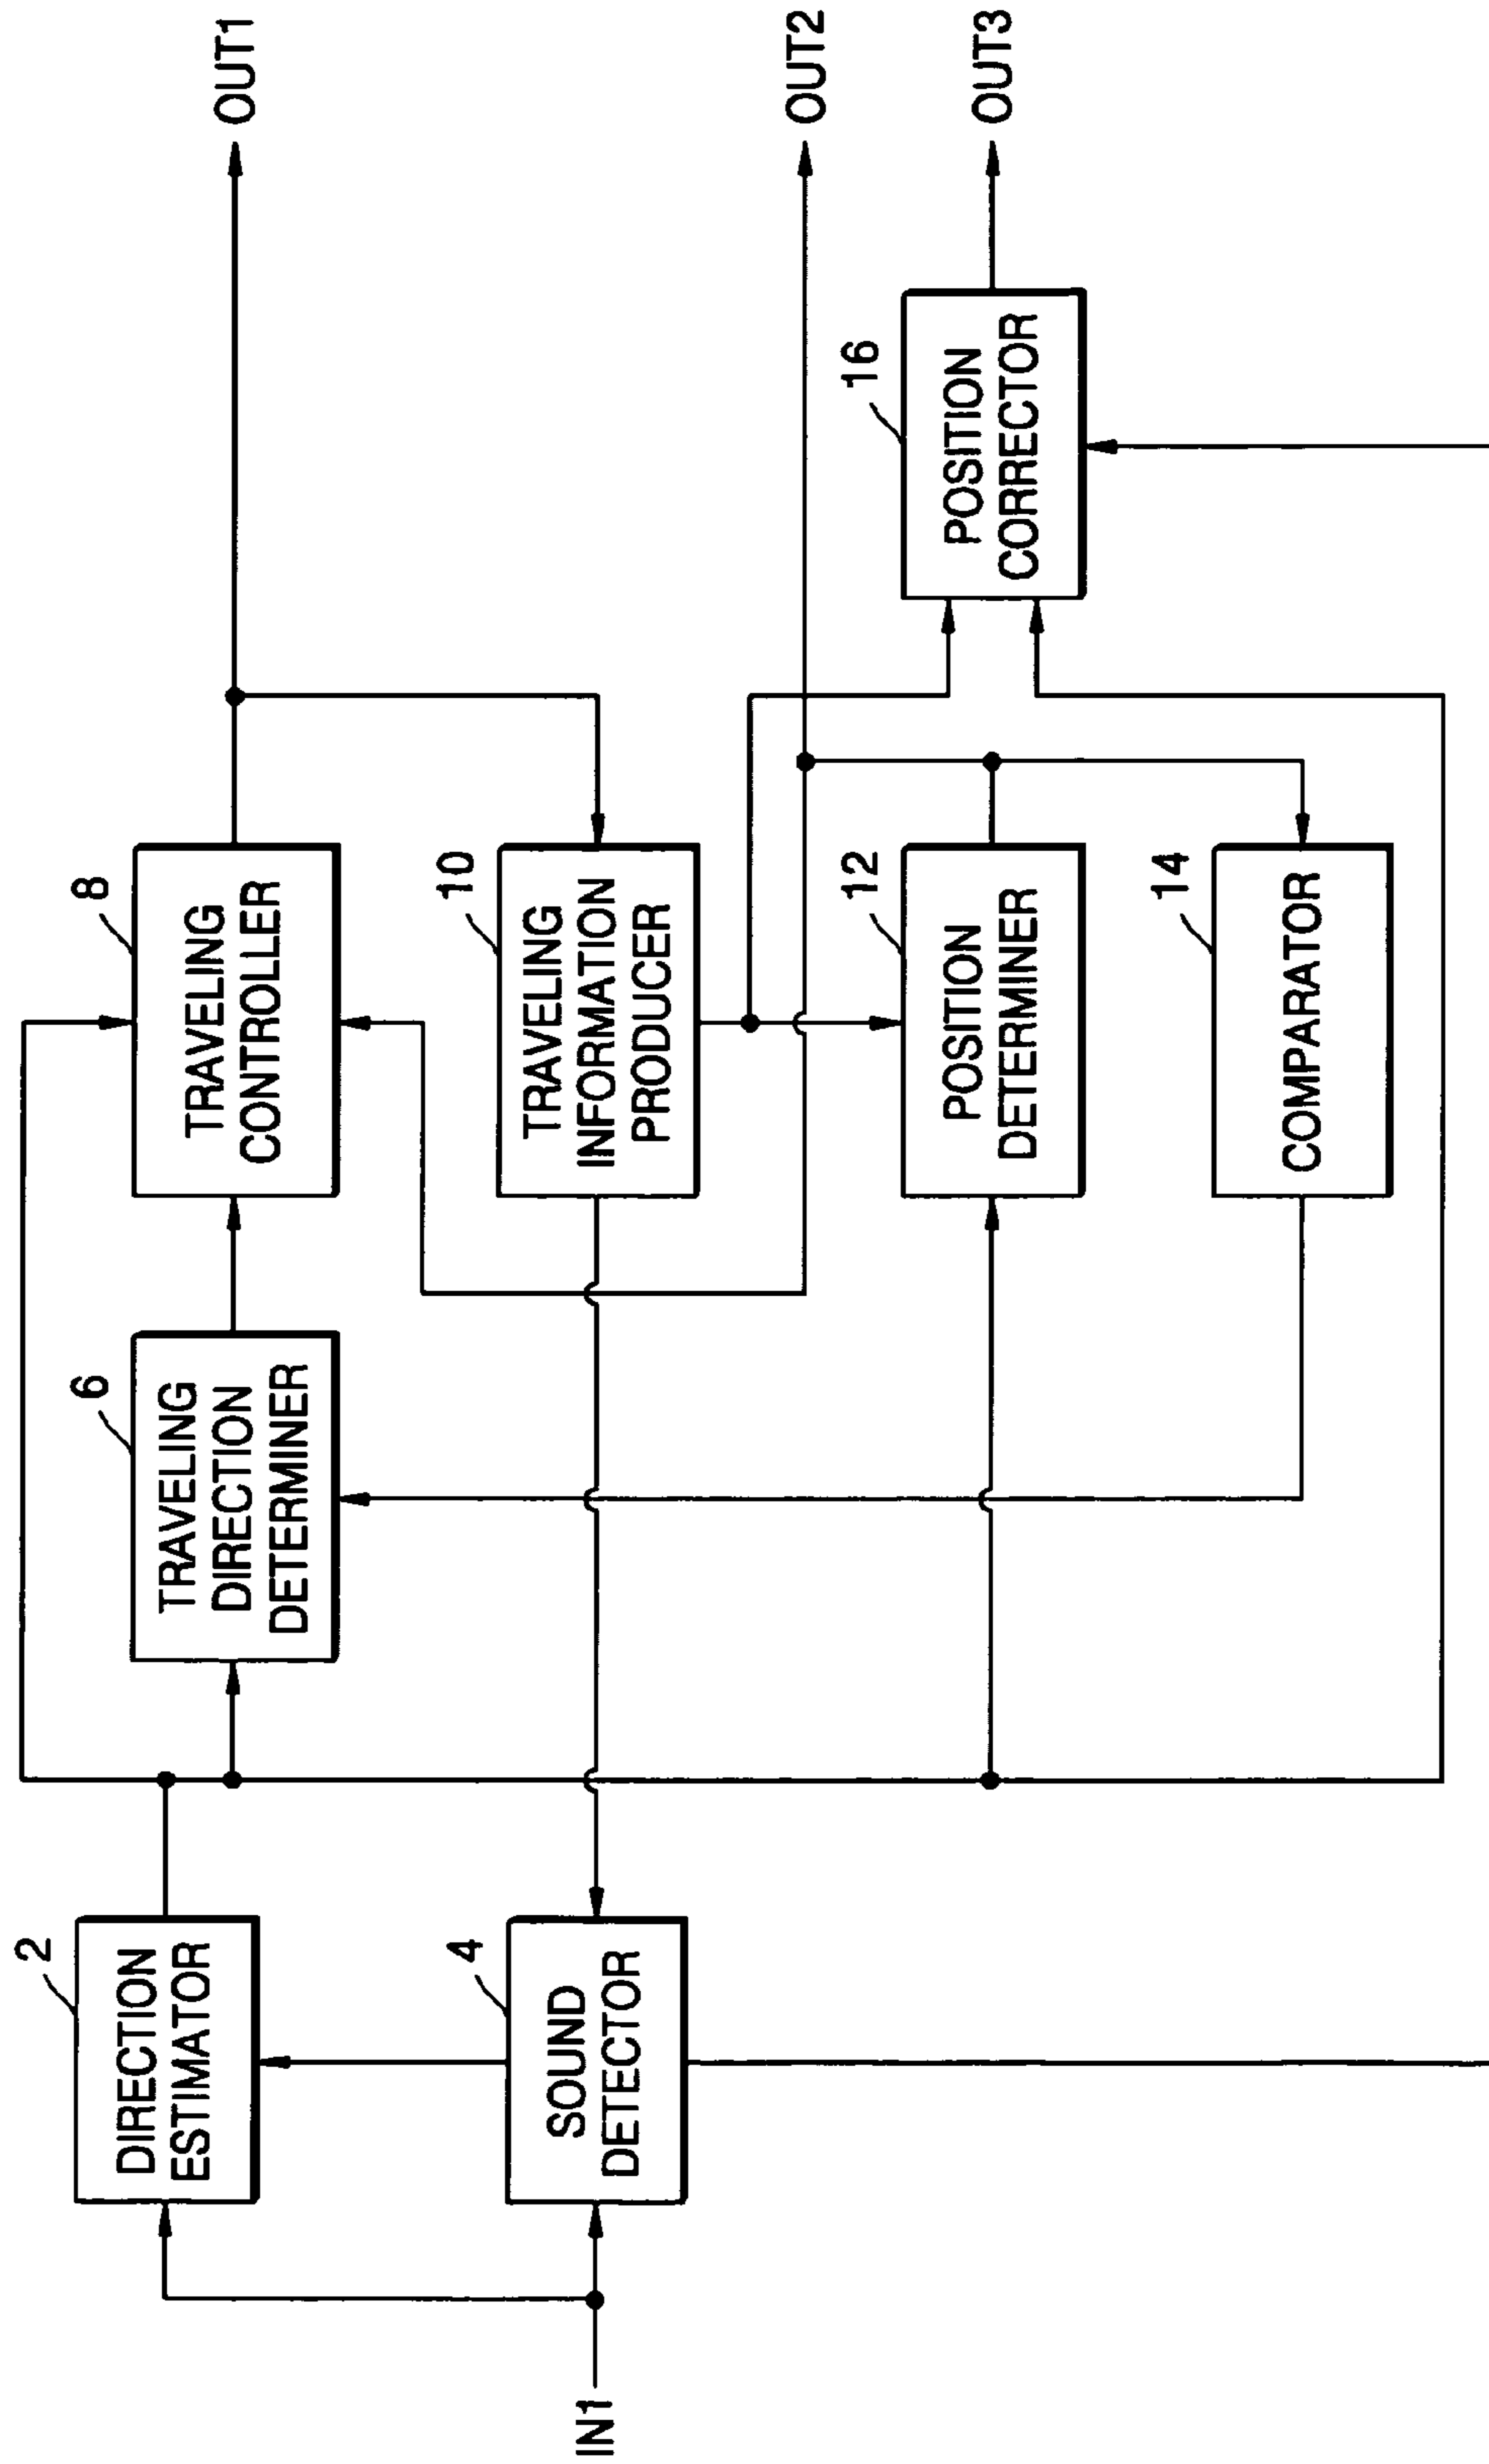 IN1
2
DIRECTION
ESTIMATOR
4
SOUND
DETECTOR
6
TRAVELING
DIRECTION
DETERMINER
8
TRAVELING
CONTROLLER
10
TRAVELING
INFORMATION
PRODUCER
12
POSITION
DETERMINER
14
COMPARATOR
16
POSITION
CORRECTOR
OUT1
OUT2
OUT3